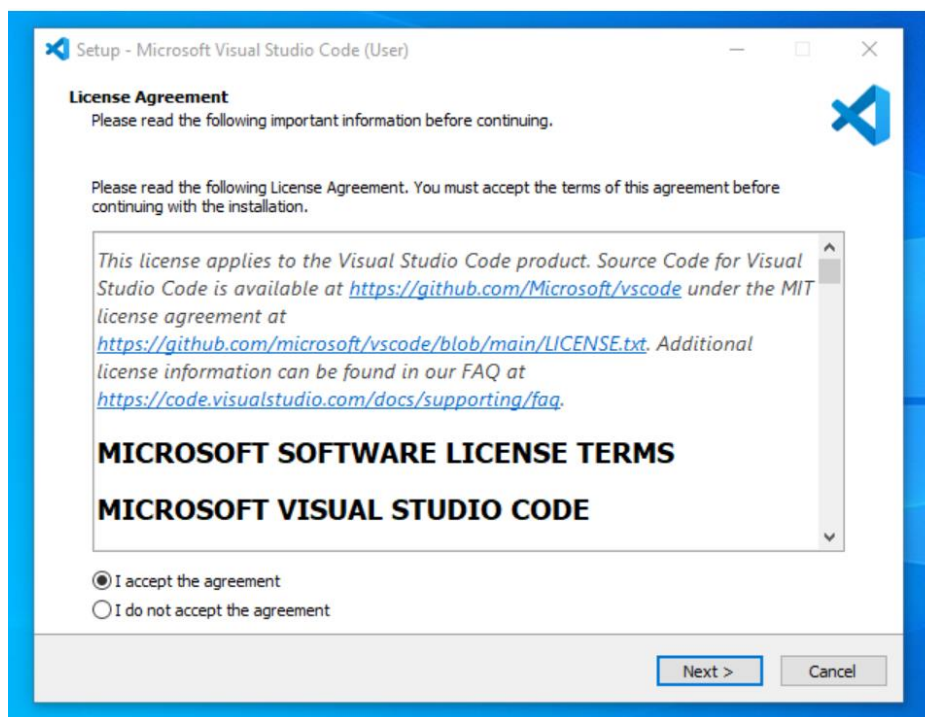 Setup - Microsoft Visual Studio Code (User)
License Agreement
Please read the following important information before continuing.
Please read the following License Agreement. You must accept the terms of this agreement before
continuing with the installation.
This license applies to the Visual Studio Code product. Source Code for Visual
Studio Code is available at https://github.com/Microsoft/vscode under the MIT
license agreement at
https://github.com/microsoft/vscode/blob/main/LICENSE.txt. Additional
license information can be found in our FAQ at
https://code.visualstudio.com/docs/supporting/faq.
MICROSOFT SOFTWARE LICENSE TERMS
MICROSOFT VISUAL STUDIO CODE
I accept the agreement
I do not accept the agreement
Next >
Cancel